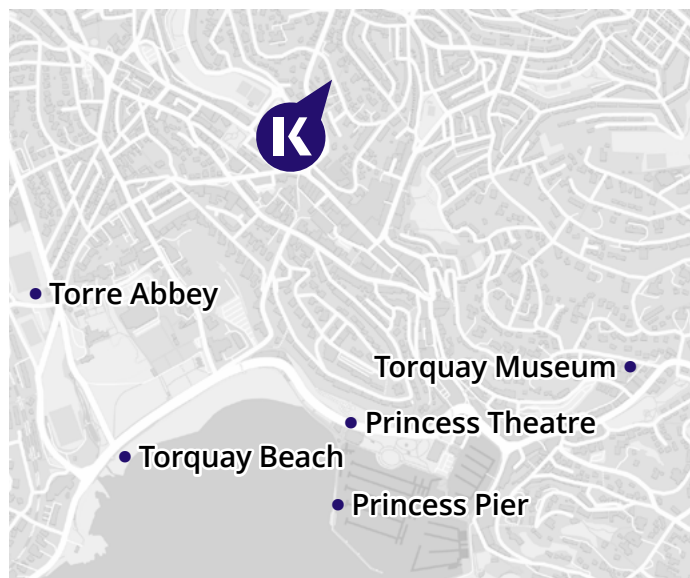 K
Torre Abbey
Torquay Museum
Princess Theatre
Torquay Beach
Princess Pier